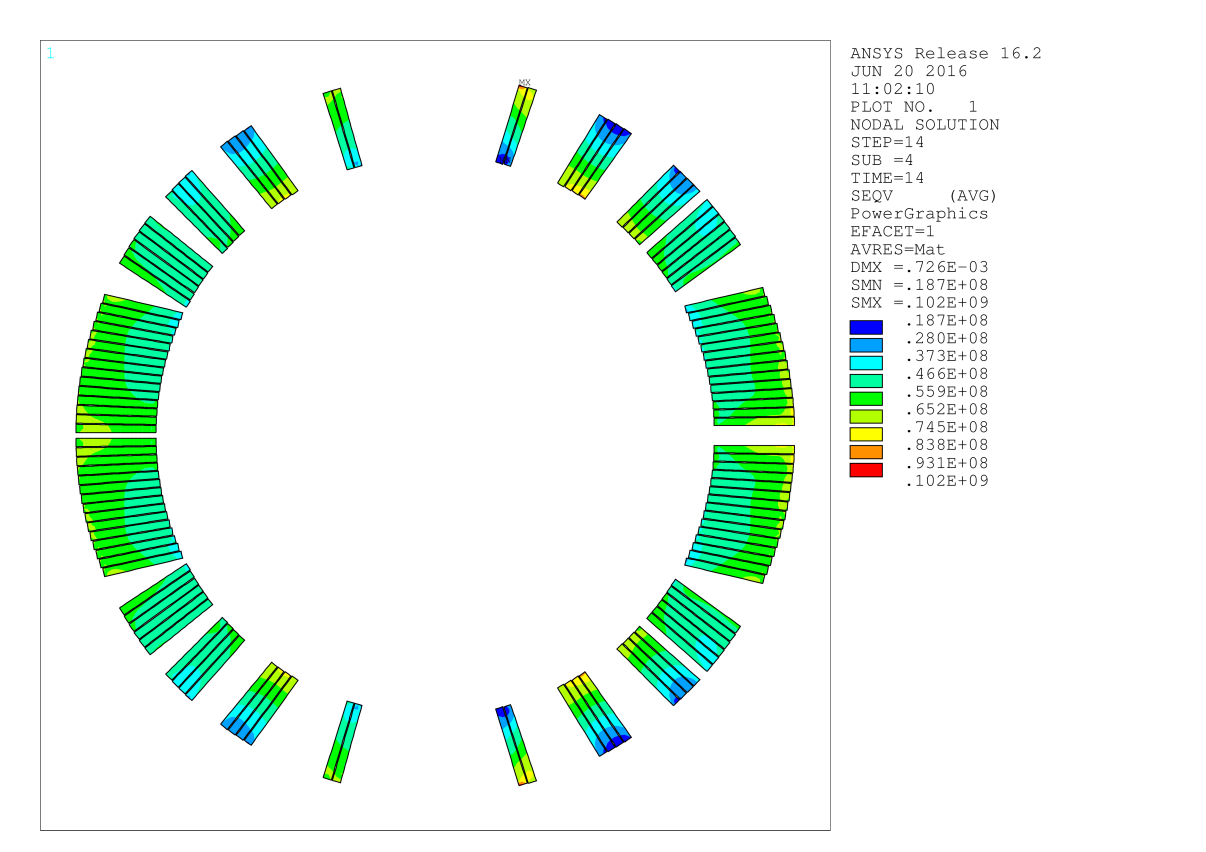 1
MX
ANSYS Release 16.2
JUN 20 2016
11:02:10
PLOT NO.   1
NODAL SOLUTION
STEP=14
SUB =4
TIME=14
SEQV     (AVG)
PowerGraphics
EFACET=1
AVRES=Mat
DMX =.726E-03
SMN =.187E+08
SMX =.102E+09
.187E+08
.280E+08
.373E+08
.466E+08
.559E+08
.652E+08
.745E+08
.838E+08
.931E+08
.102E+09